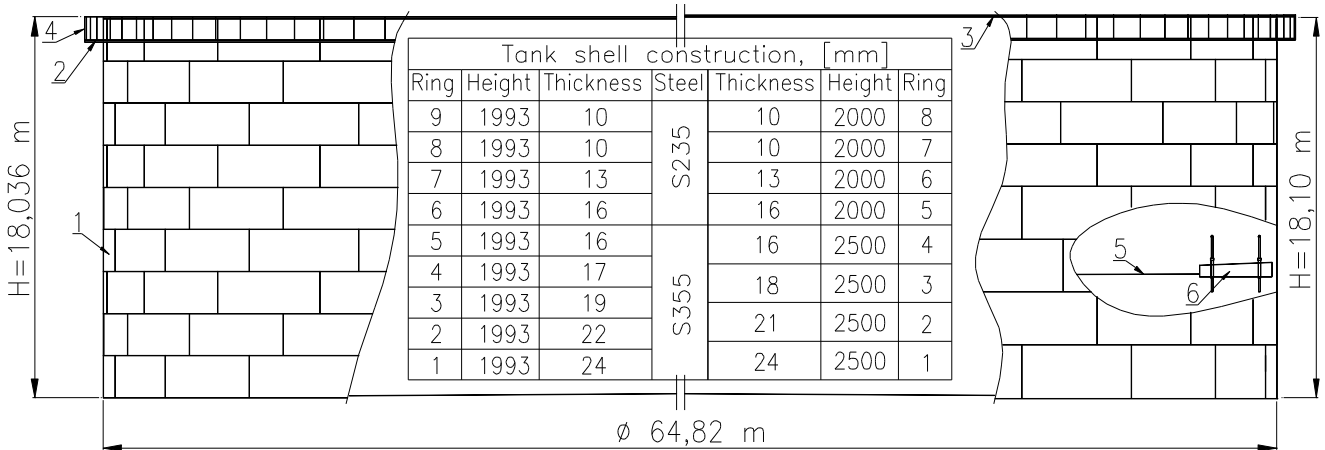 4
2
3
Tank shell construction, [mm]
Ring Height Thickness Steel Thickness Height Ring
9 1993 10 S235 10 2000 8
8 1993 10 10 2000 7
7 1993 13 13 2000 6
6 1993 16 16 2000 5
5 1993 16 S355 16 2500 4
4 1993 17 18 2500 3
3 1993 19
2 1993 22 21 2500 2
1 1993 24 24 2500 1
H=18,036 m
1
5
6
H=18,10 m
ø 64,82 m